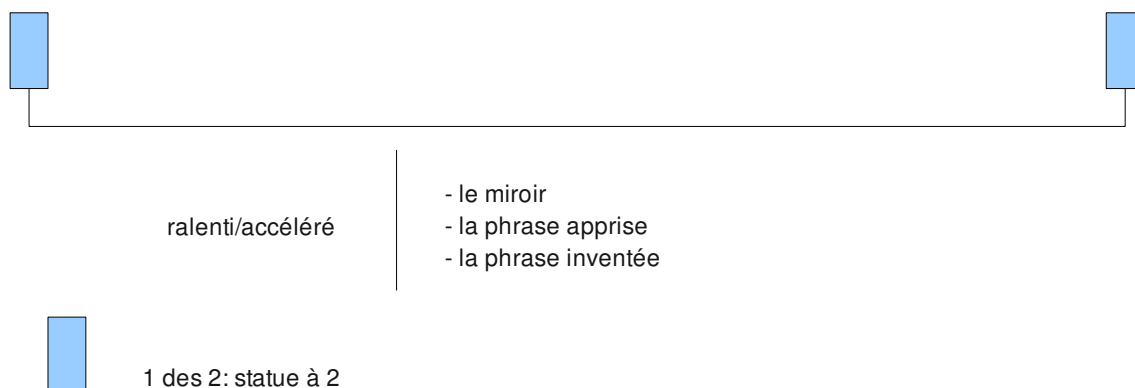 ralenti/accéléré
- le miroir
- la phrase apprise
- la phrase inventée
1 des 2: statue à 2